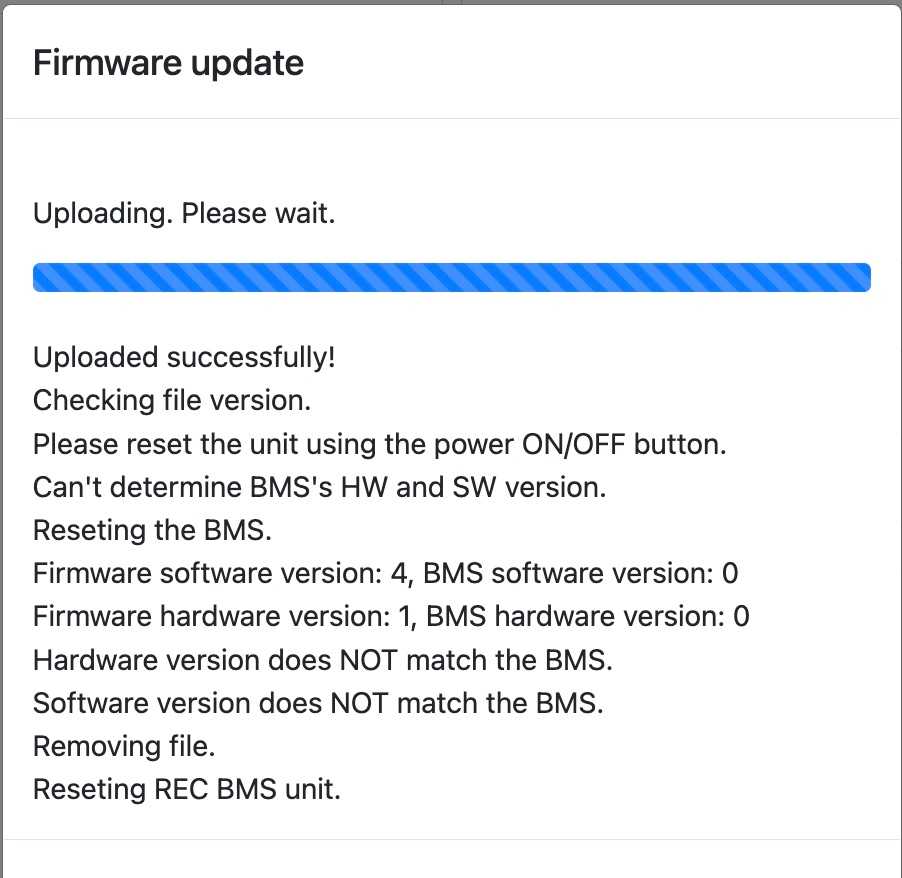 Firmware update
Uploading. Please wait.
Uploaded successfully!
Checking file version.
Please reset the unit using the power ON/OFF button.
Can't determine BMS's HW and SW version.
Reseting the BMS.
Firmware software version: 4, BMS software version: 0
Firmware hardware version: 1, BMS hardware version: 0
Hardware version does NOT match the BMS.
Software version does NOT match the BMS.
Removing file.
Reseting REC BMS unit.